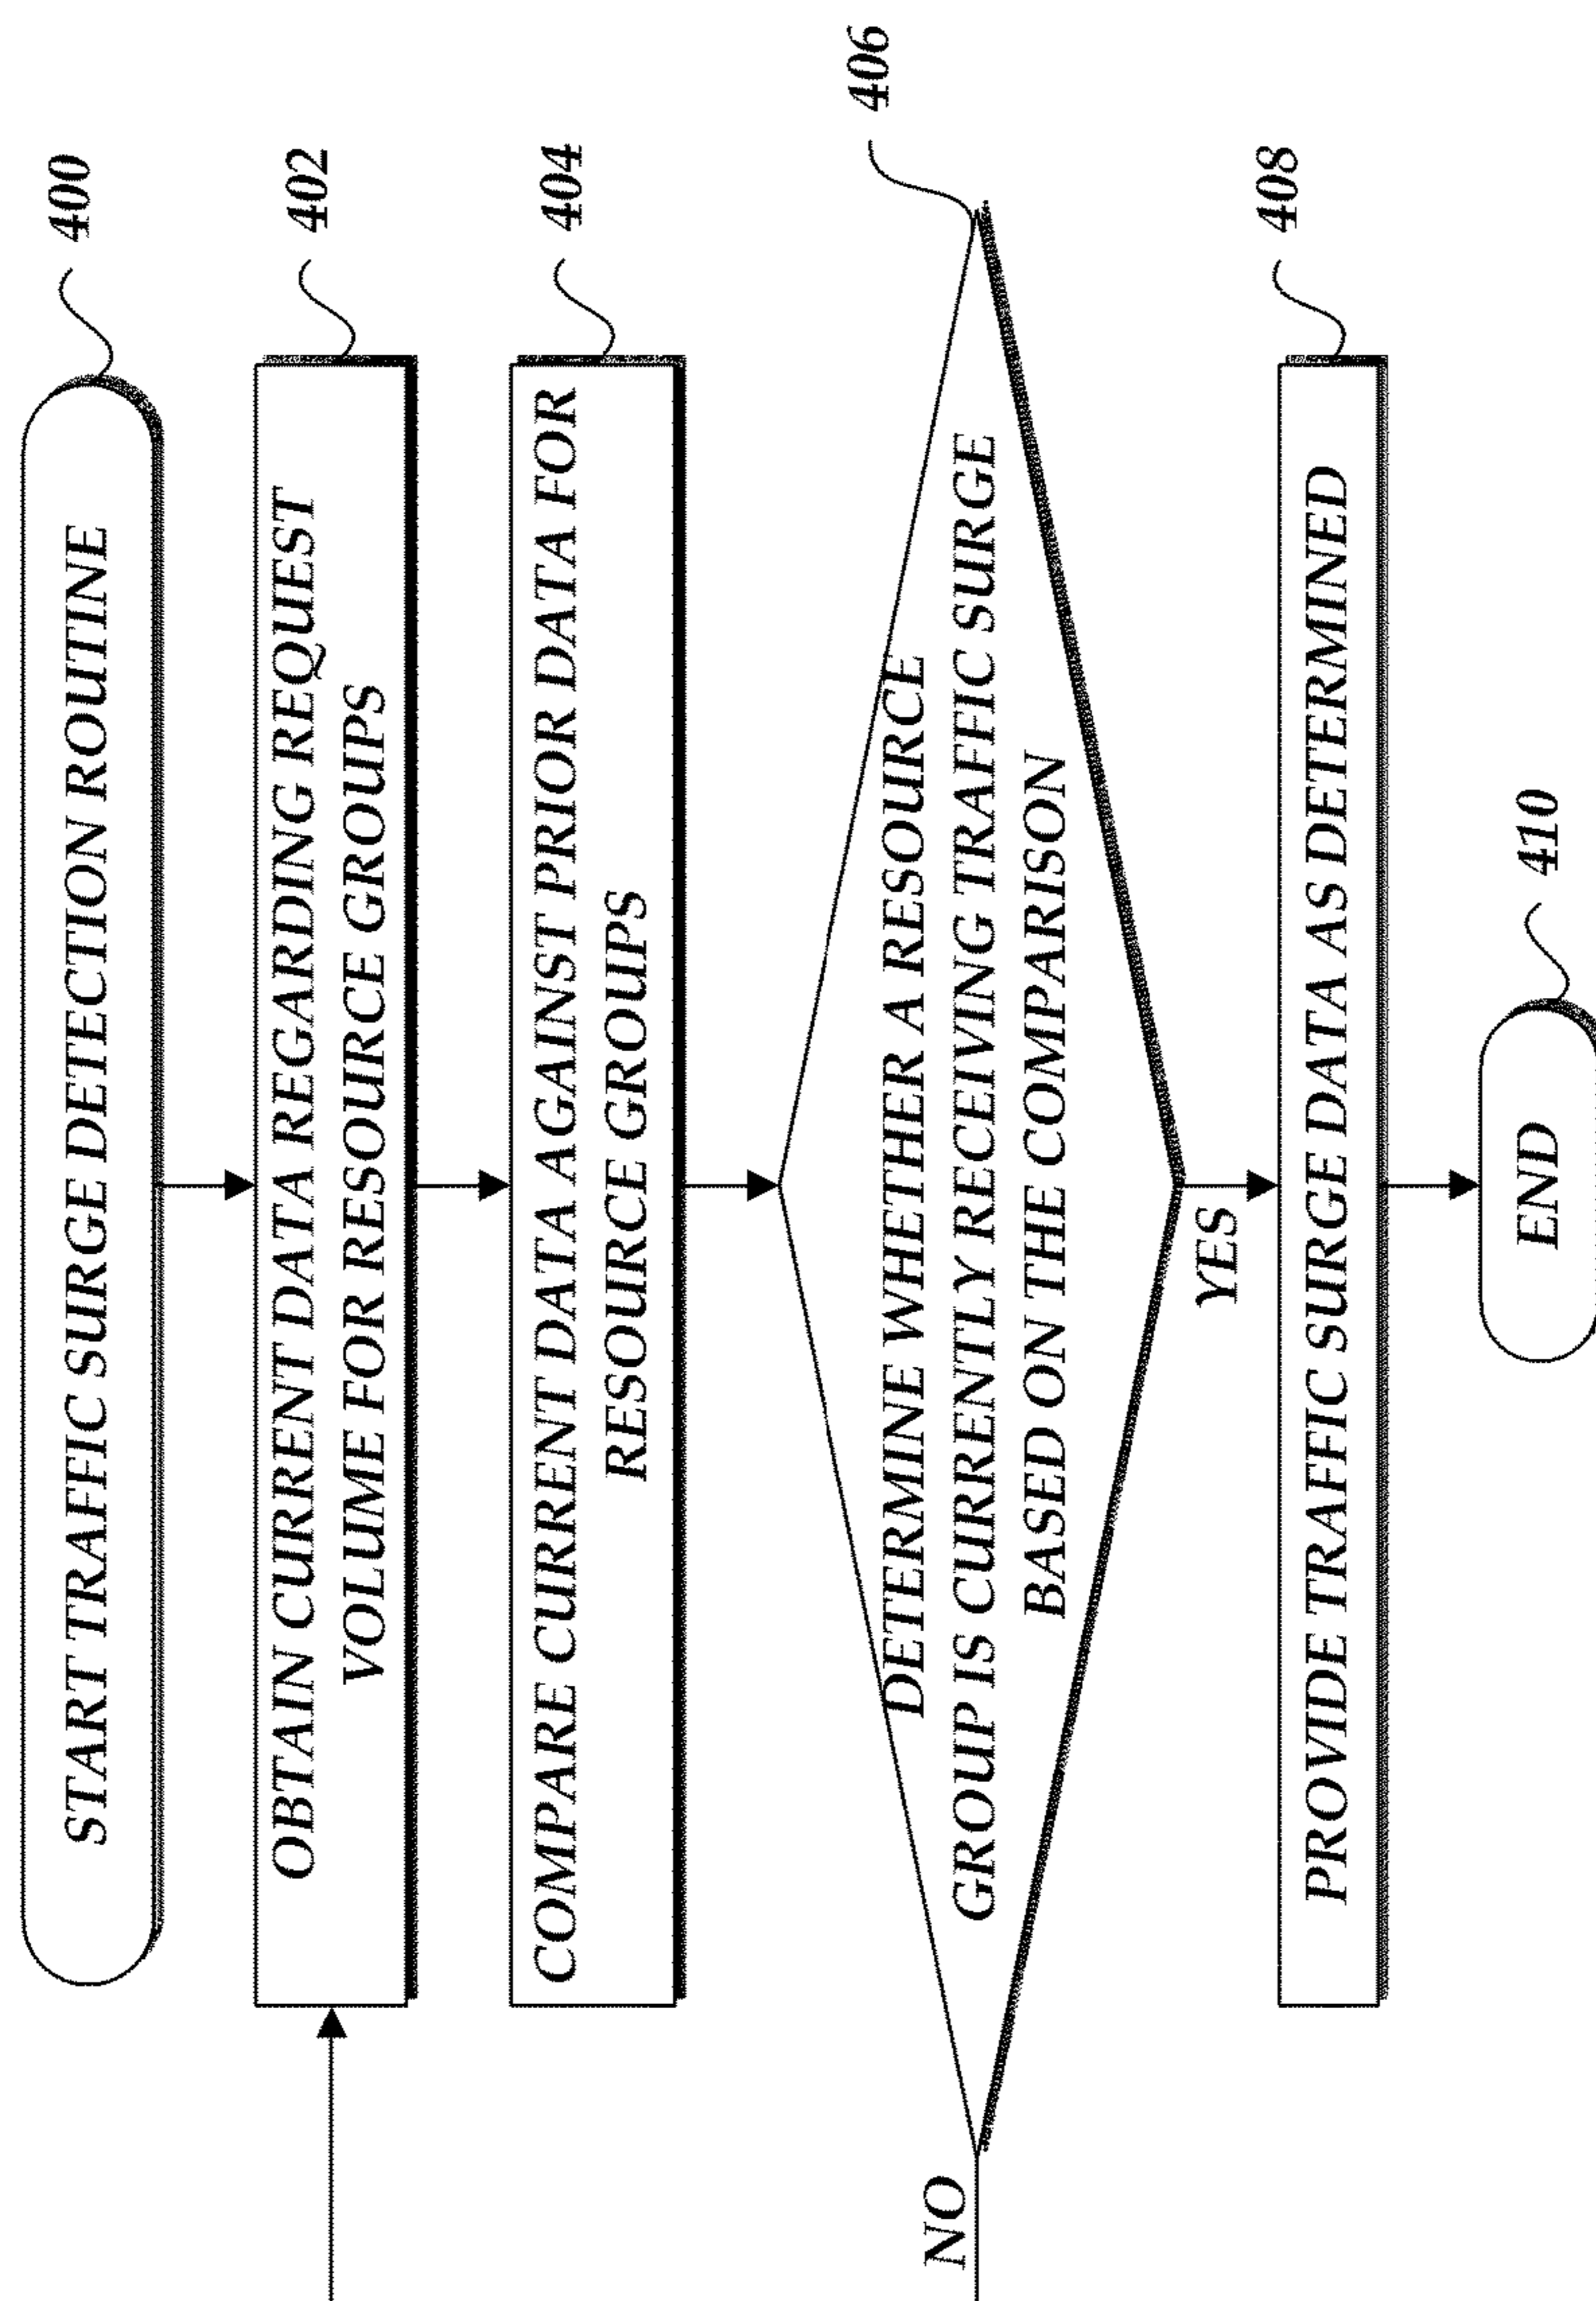 START TRAFFIC SURGE DETECTION ROUTINE
400
OBTAIN CURRENT DATA REGARDING REQUEST
VOLUME FOR RESOURCE GROUPS
402
COMPARE CURRENT DATA AGAINST PRIOR DATA FOR
RESOURCE GROUPS
404
406
DETERMINE WHETHER A RESOURCE
GROUP IS CURRENTLY RECEIVING TRAFFIC SURGE
BASED ON THE COMPARISON
NO
YES
PROVIDE TRAFFIC SURGE DATA AS DETERMINED
408
END
410